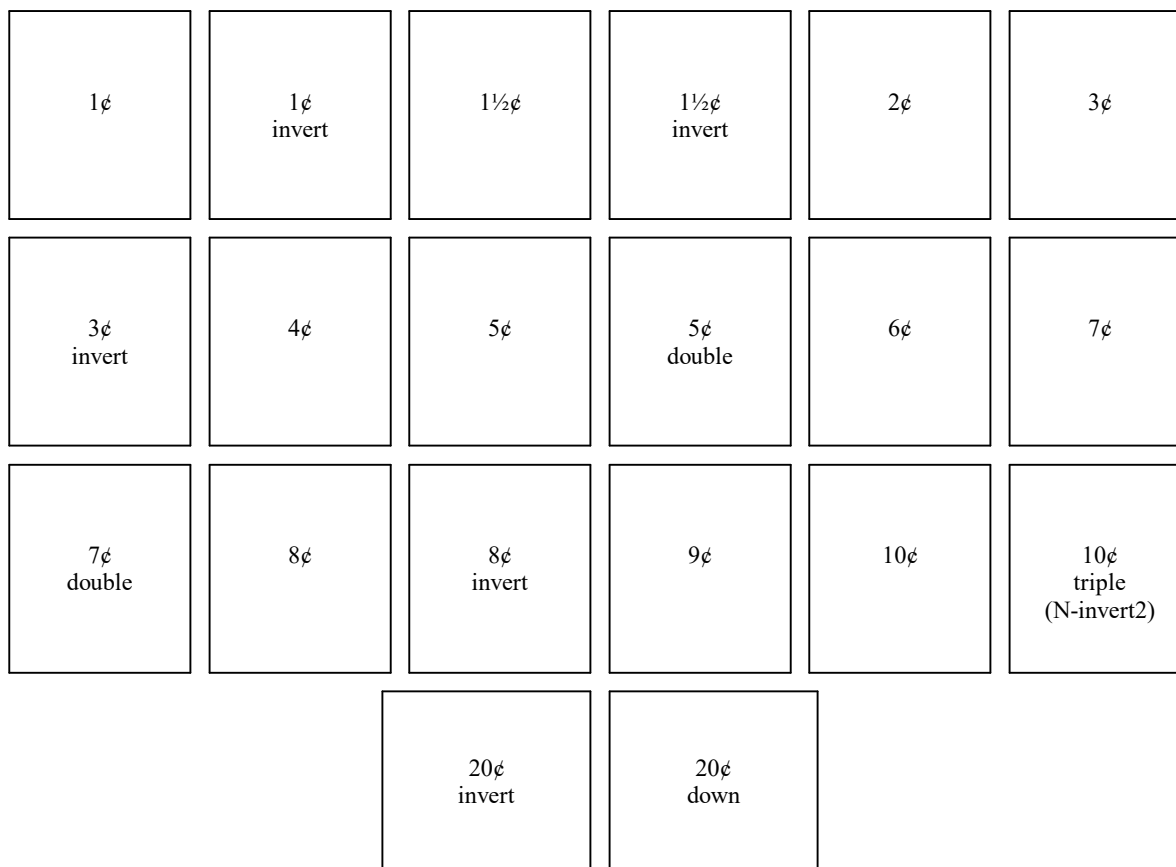 1¢
1¢
invert
1½¢
1½¢
invert
2¢
3¢
3¢
invert
4¢
5¢
5¢
double
6¢
7¢
7¢
double
8¢
8¢
invert
9¢
10¢
10¢
triple
(N-invert2)
20¢
invert
20¢
down